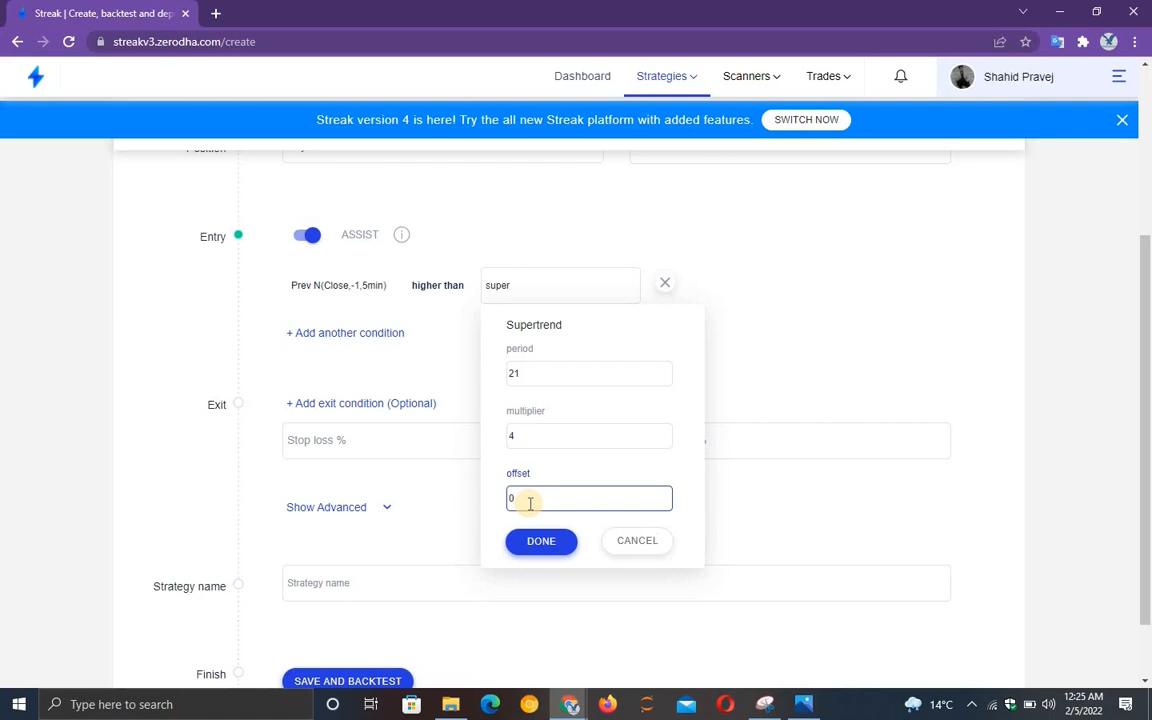 Streak | Create, backtest and dep
streakv3.zerodha.com/create
Dashboard
Strategies
Scanners
Trades
Shahid Pravej
Streak version 4 is here! Try the all new Streak platform with added features.
SWITCH NOW
Position
Entry
ASSIST
Prev N(Close,-1,5min)
higher than
super
+ Add another condition
Supertrend
period
21
multiplier
4
offset
0
DONE
CANCEL
Exit
+ Add exit condition (Optional)
Stop loss %
Show Advanced
Strategy name
Strategy name
Finish
SAVE AND BACKTEST
Type here to search
14°C
12:25 AM
2/5/2022